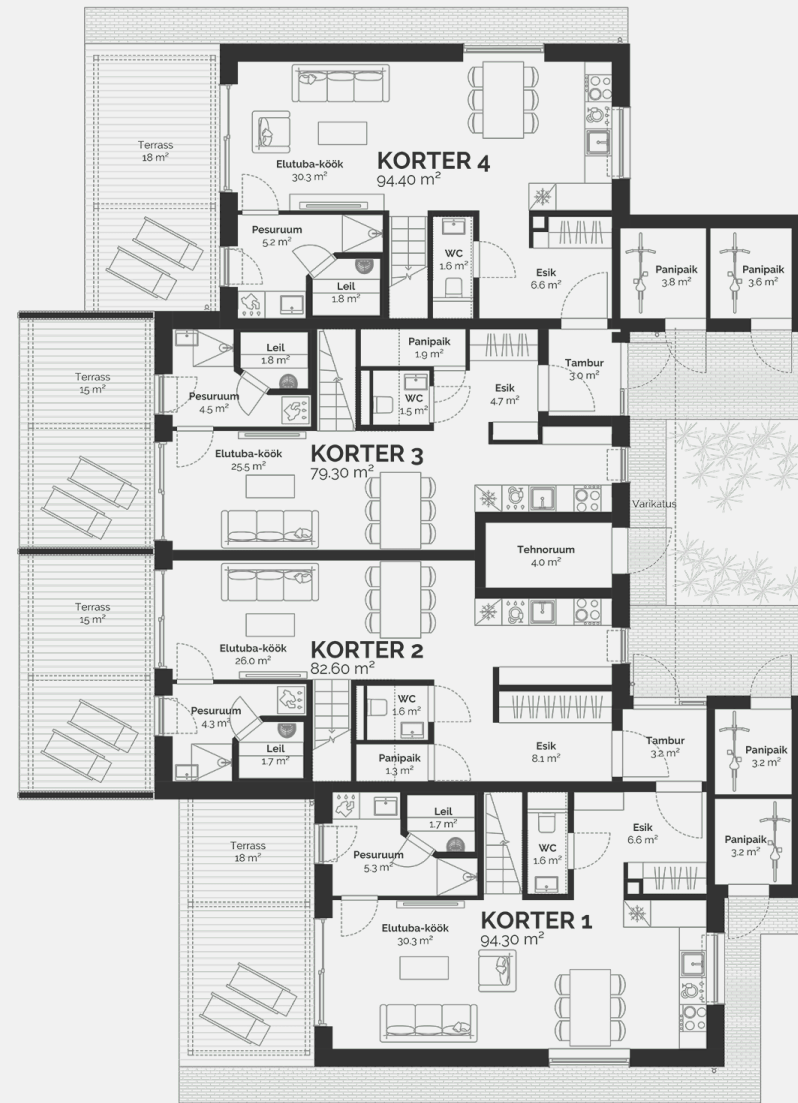 Terrass
18 m²
Elutuba-köök
30.3 m²
KORTER 4
94.40 m²
Pesuruum
5.2 m²
Leil
1.8 m²
WC
1.6 m²
Esik
6.6 m²
Panipaik
3.8 m²
Panipaik
3.6 m²
Terrass
15 m²
Leil
1.8 m²
Pesuruum
4.5 m²
Panipaik
1.9 m²
WC
1.5 m²
Esik
4.7 m²
Tambur
3.0 m²
Elutuba-köök
25.5 m²
KORTER 3
79.30 m²
Varikatus
Tehnoruum
4.0 m²
Terrass
15 m²
Elutuba-köök
26.0 m²
KORTER 2
82.60 m²
Pesuruum
4.3 m²
Leil
1.7 m²
WC
1.6 m²
Panipaik
1.3 m²
Esik
8.1 m²
Tambur
3.2 m²
Panipaik
3.2 m²
Terrass
18 m²
Leil
1.7 m²
Pesuruum
5.3 m²
WC
1.6 m²
Esik
6.6 m²
Panipaik
3.2 m²
Elutuba-köök
30.3 m²
KORTER 1
94.30 m²